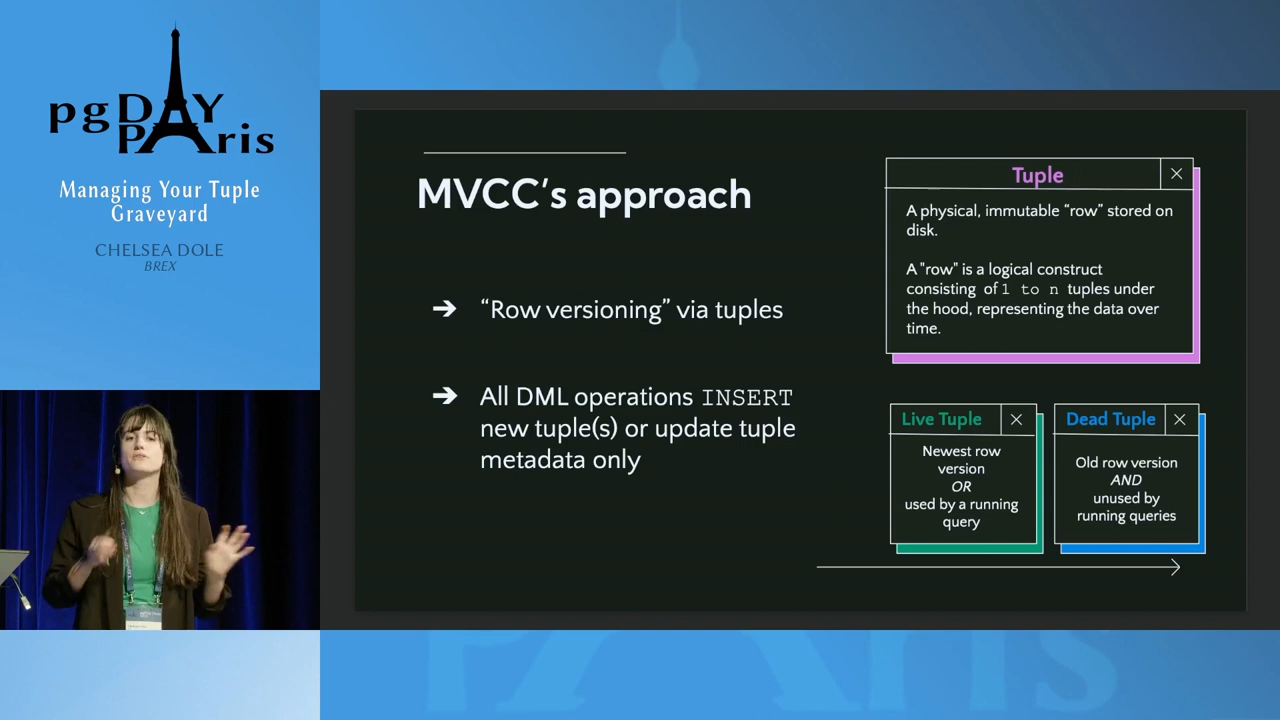 pgDAY
PAris
Managing Your Tuple
Graveyard
CHELSEA DOLE
BREX
MVCC’s approach
➔ “Row versioning” via tuples
➔ All DML operations INSERT
new tuple(s) or update tuple
metadata only
Tuple
A physical, immutable “row” stored on
disk.
A "row" is a logical construct
consisting of 1 to n tuples under
the hood, representing the data over
time.
Live Tuple
Newest row
version
OR
used by a running
query
Dead Tuple
Old row version
AND
unused by
running queries